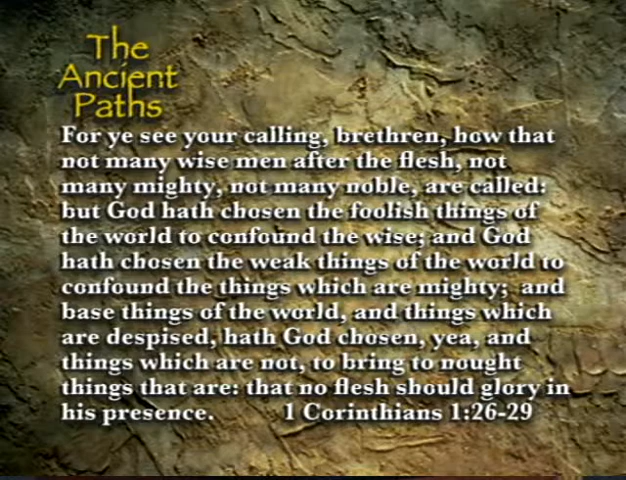 The
Ancient
Paths
For ye see your calling, brethren, how that
not many wise men after the flesh, not
many mighty, not many noble, are called:
but God hath chosen the foolish things of
the world to confound the wise; and God
hath chosen the weak things of the world to
confound the things which are mighty; and
base things of the world, and things which
are despised, hath God chosen, yea, and
things which are not, to bring to nought
things that are: that no flesh should glory in
his presence. 1 Corinthians 1:26-29